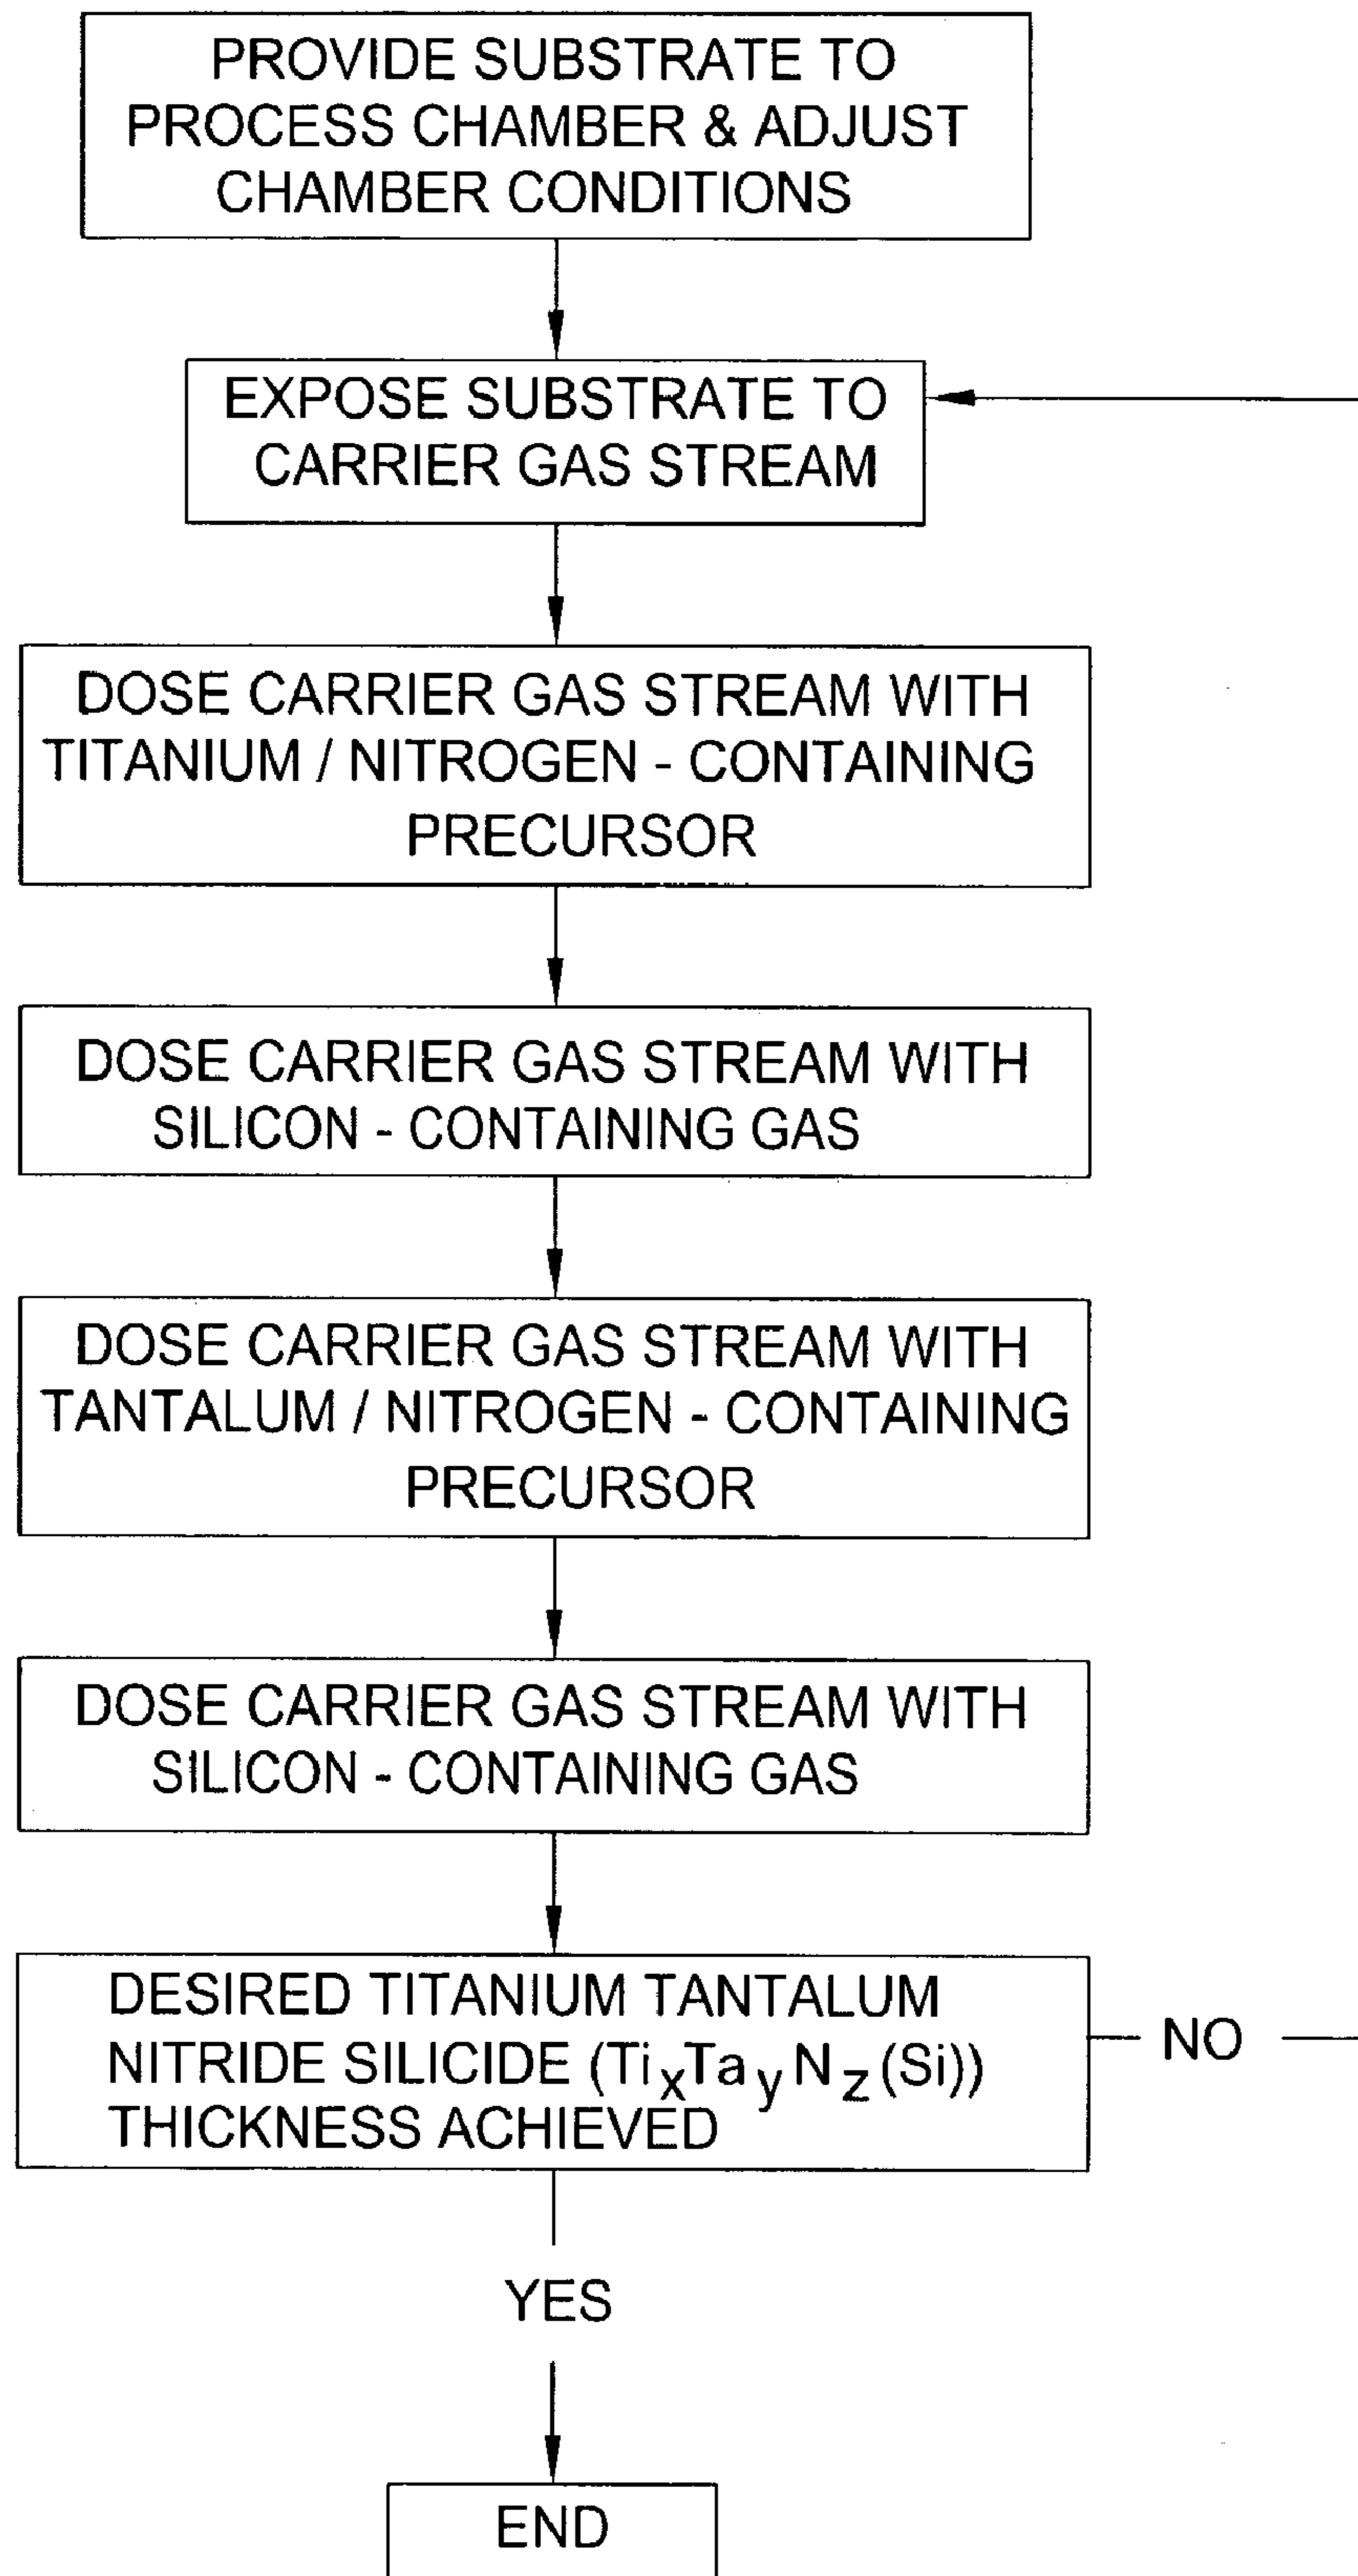 PROVIDE SUBSTRATE TO
PROCESS CHAMBER & ADJUST
CHAMBER CONDITIONS
EXPOSE SUBSTRATE TO
CARRIER GAS STREAM
DOSE CARRIER GAS STREAM WITH
TITANIUM / NITROGEN - CONTAINING
PRECURSOR
DOSE CARRIER GAS STREAM WITH
SILICON - CONTAINING GAS
DOSE CARRIER GAS STREAM WITH
TANTALUM / NITROGEN - CONTAINING
PRECURSOR
DOSE CARRIER GAS STREAM WITH
SILICON - CONTAINING GAS
DESIRED TITANIUM TANTALUM
NITRIDE SILICIDE (TixTayNz(Si))
THICKNESS ACHIEVED
NO
YES
END